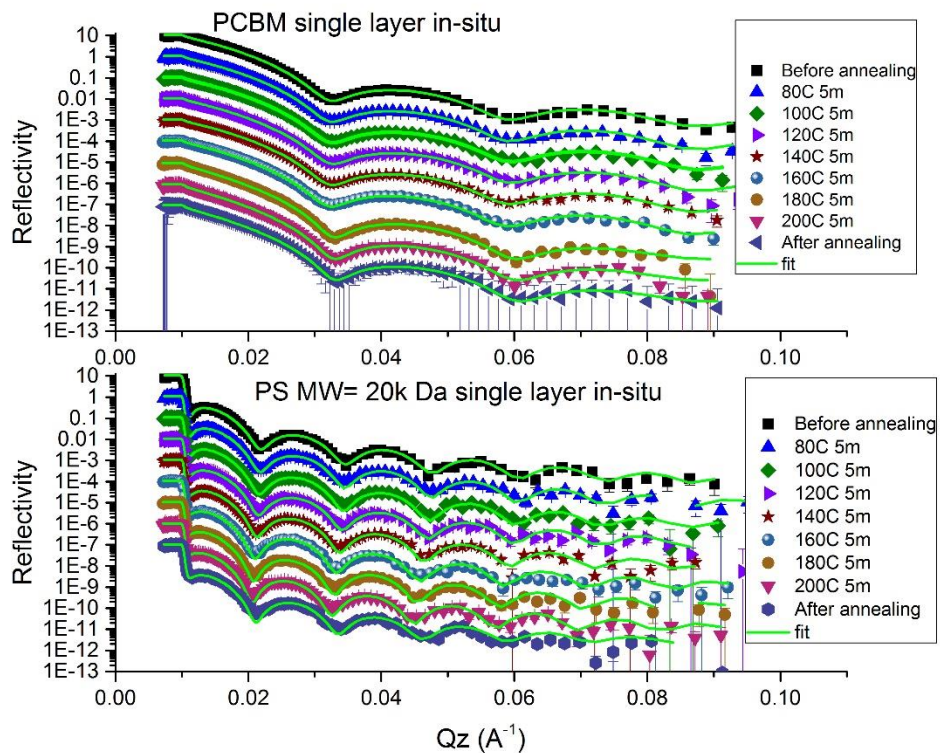 PCBM single layer in-situ
Reflectivity
10
1
0.1
0.01
1E-3
1E-4
1E-5
1E-6
1E-7
1E-8
1E-9
1E-10
1E-11
1E-12
1E-13
0.00
0.02
0.04
0.06
0.08
0.10
Before annealing
80C 5m
100C 5m
120C 5m
140C 5m
160C 5m
180C 5m
200C 5m
After annealing
fit
PS MW= 20k Da single layer in-situ
Reflectivity
10
1
0.1
0.01
1E-3
1E-4
1E-5
1E-6
1E-7
1E-8
1E-9
1E-10
1E-11
1E-12
1E-13
0.00
0.02
0.04
0.06
0.08
0.10
Before annealing
80C 5m
100C 5m
120C 5m
140C 5m
160C 5m
180C 5m
200C 5m
After annealing
fit
Qz (A⁻¹)